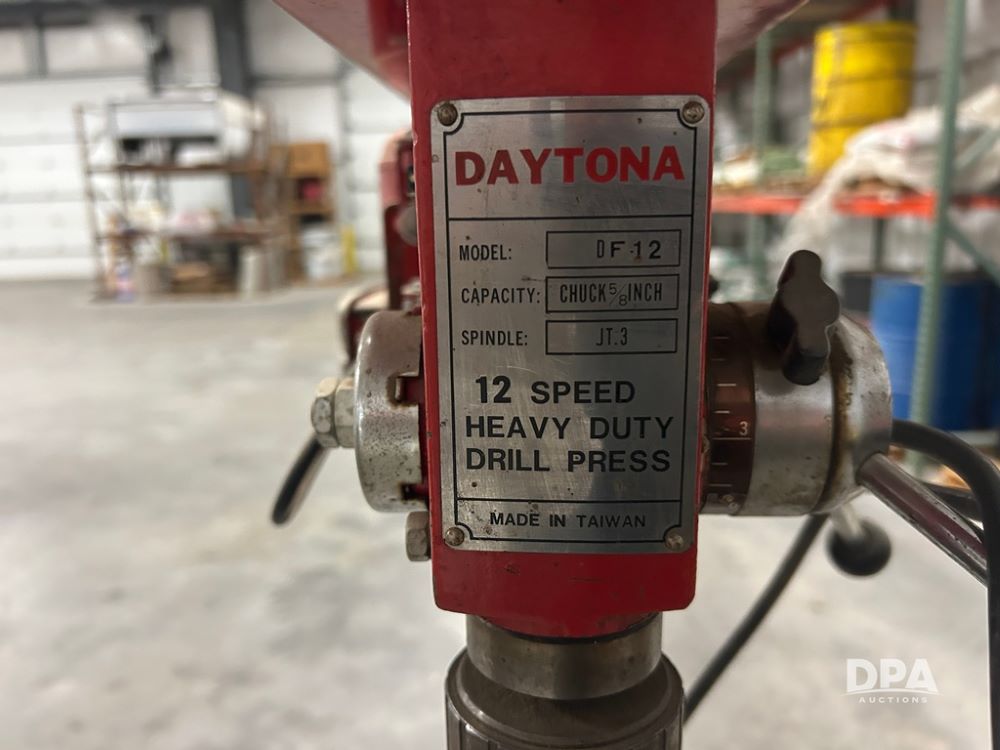 DAYTONA
MODEL: DF-12
CAPACITY: CHUCK 5/8 INCH
SPINDLE: JT.3
12 SPEED
HEAVY DUTY
DRILL PRESS
MADE IN TAIWAN
3
DPA
AUCTIONS